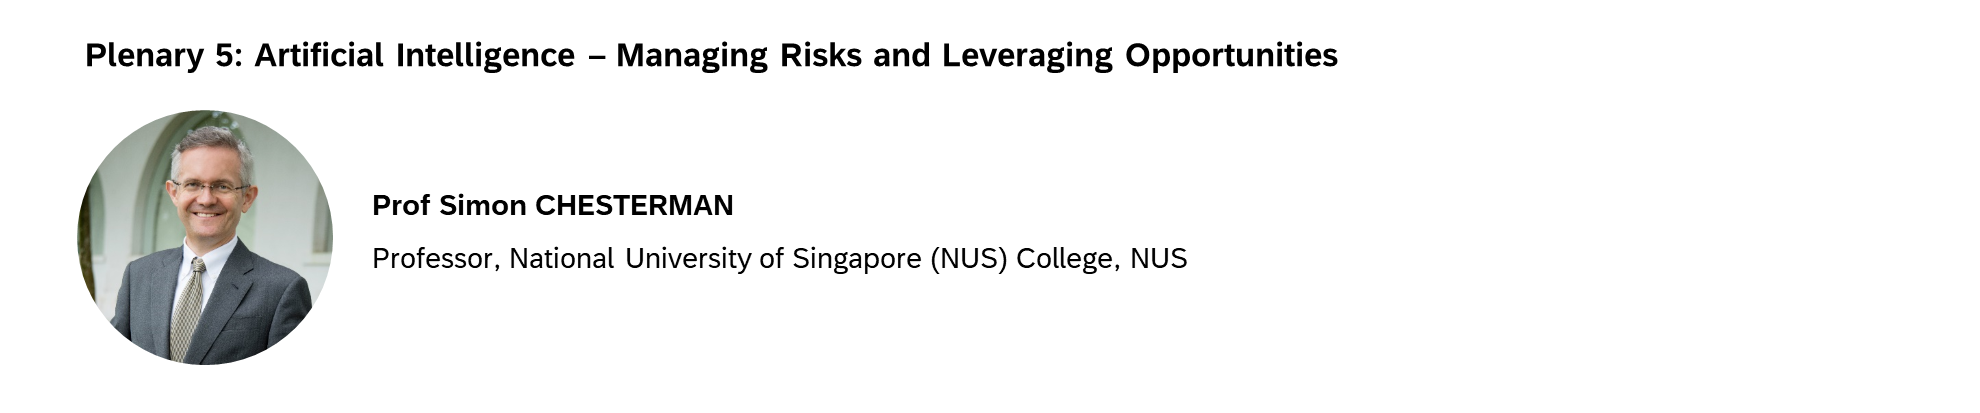 Plenary 5: Artificial Intelligence – Managing Risks and Leveraging Opportunities
Prof Simon CHESTERMAN
Professor, National University of Singapore (NUS) College, NUS